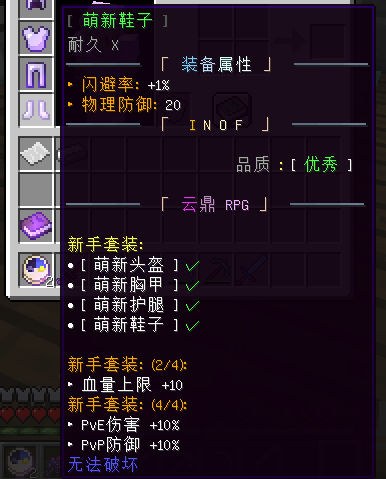 [ 萌新鞋子 ]
耐久 X
「 装备属性 」
‣ 闪避率: +1%
‣ 物理防御: 20
「 I N O F 」
品质 :[ 优秀 ]
「 云鼎 RPG 」
新手套装:
●[ 萌新头盔 ]✓
●[ 萌新胸甲 ]✓
●[ 萌新护腿 ]✓
●[ 萌新鞋子 ]✓
新手套装: (2/4):
‣ 血量上限 +10
新手套装: (4/4):
‣ PvE伤害 +10%
‣ PvP防御 +10%
无法破坏
2